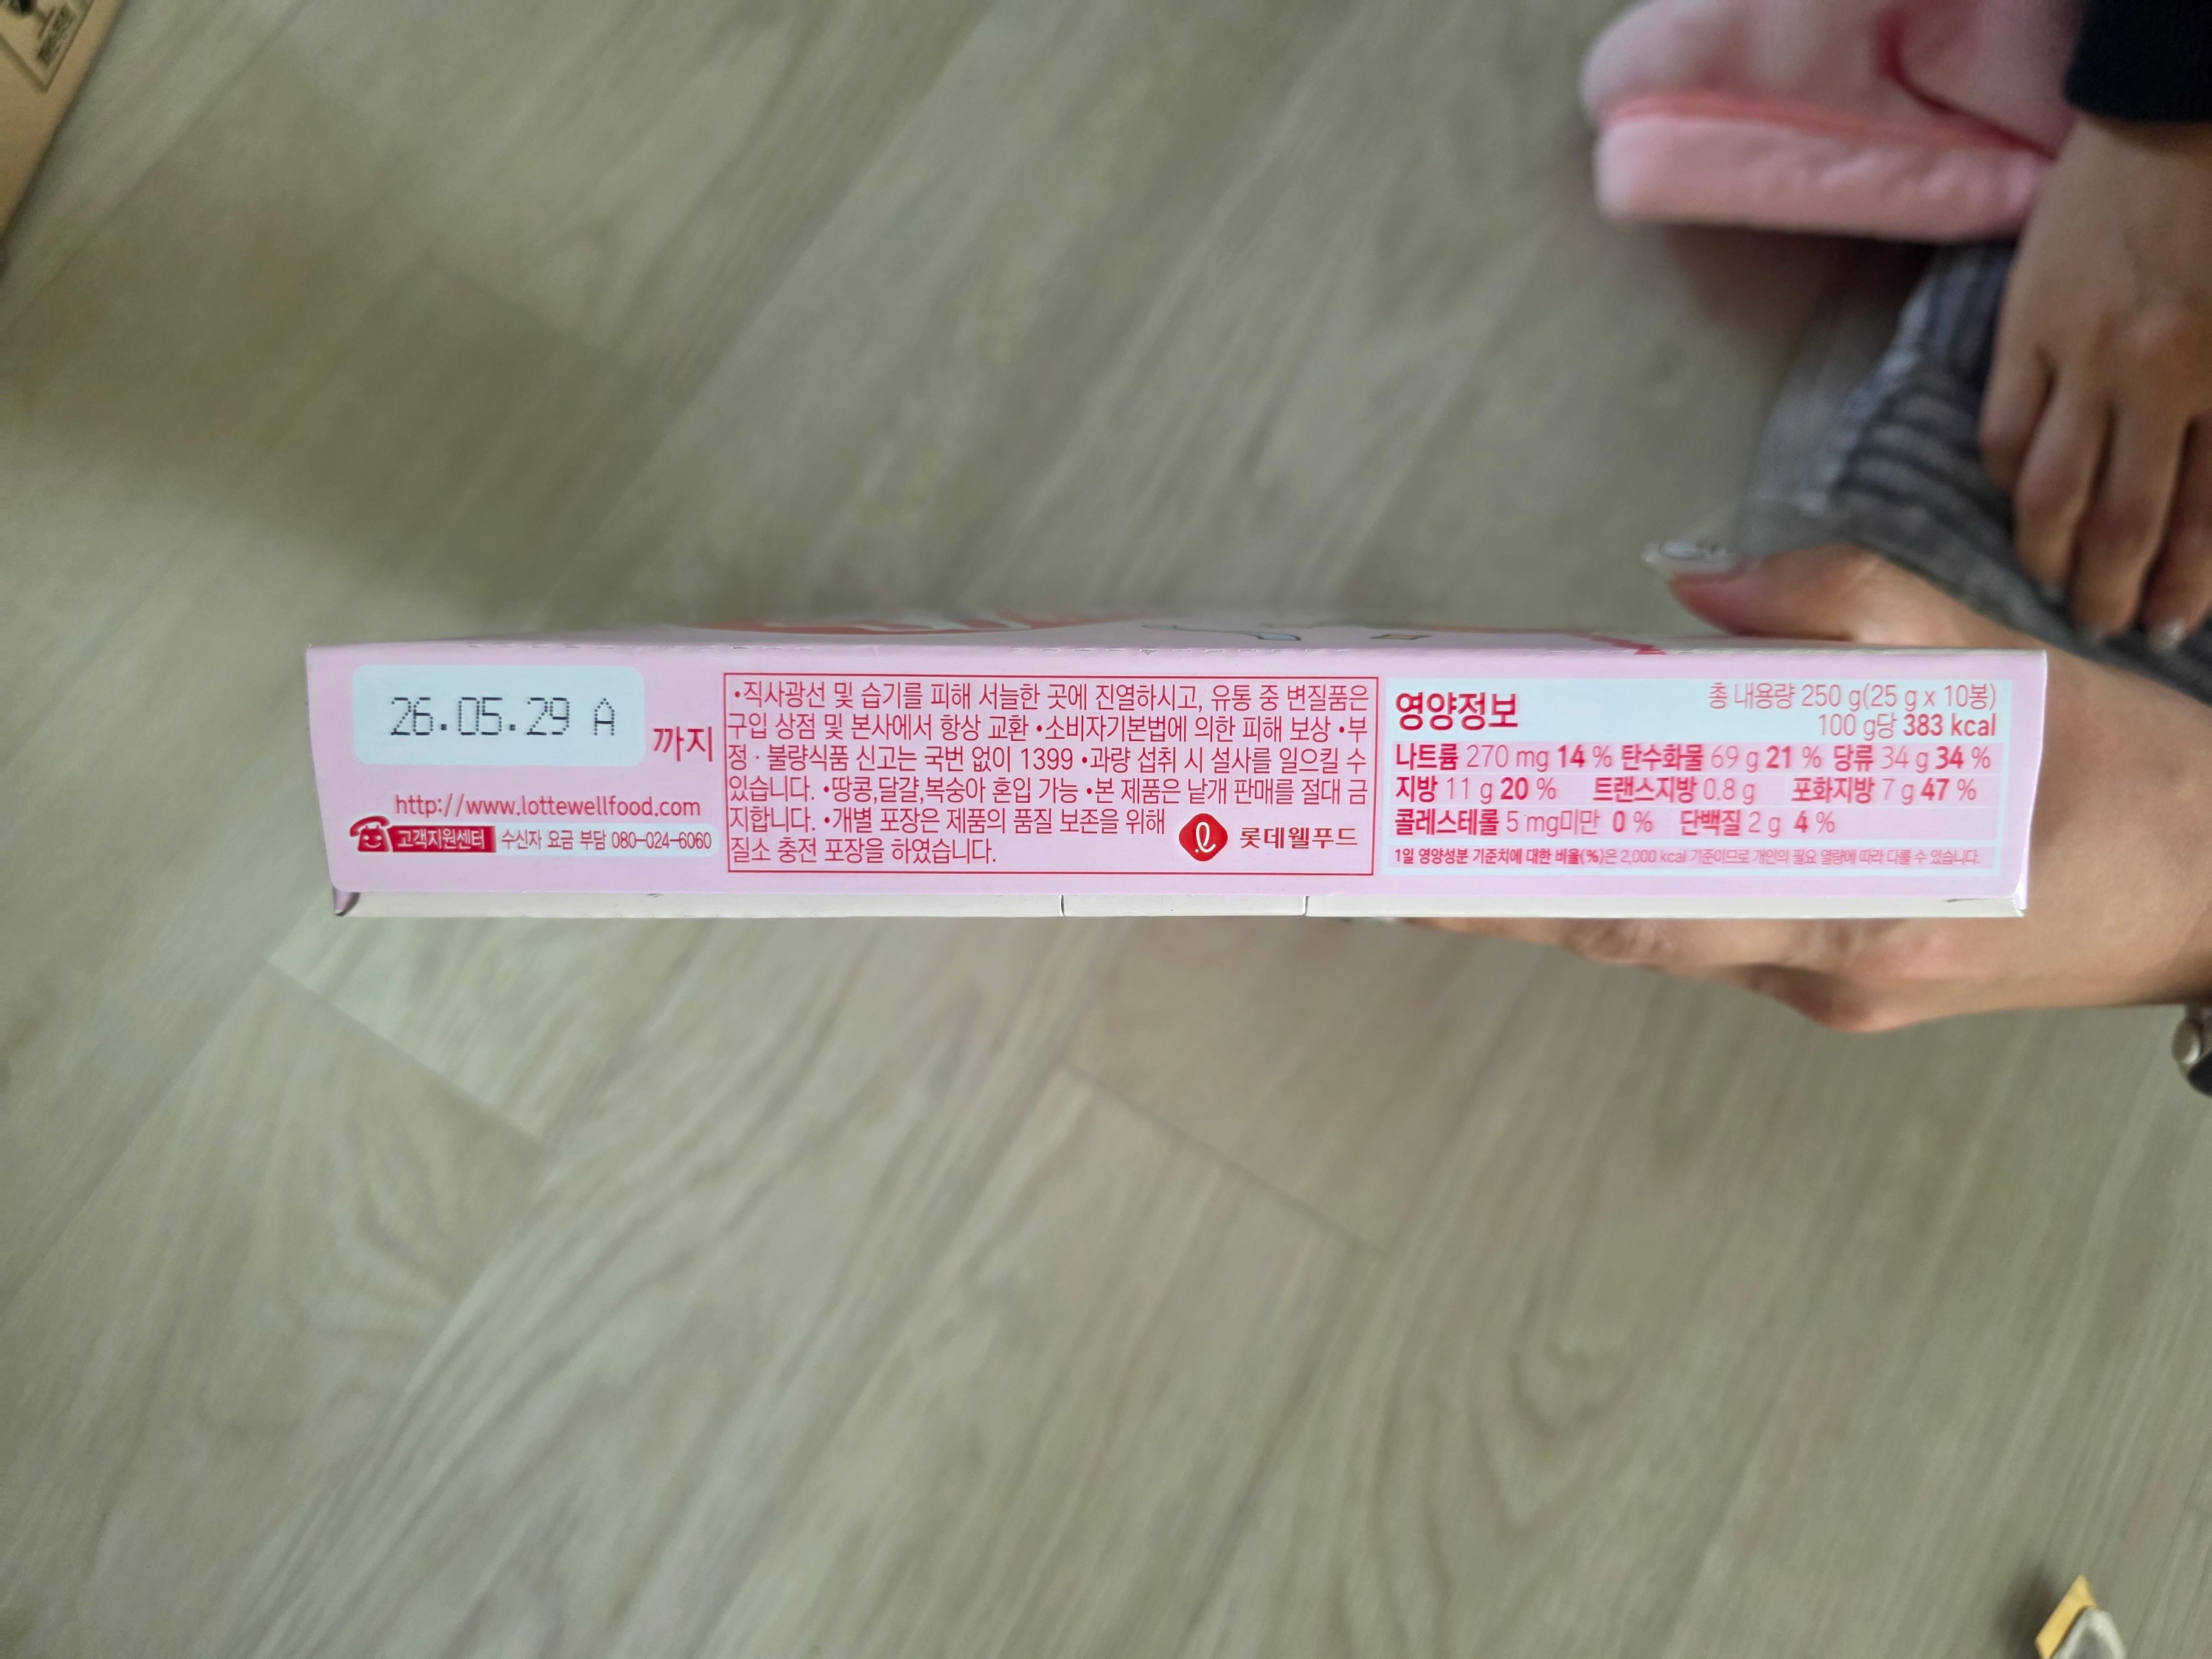 26.05.29 A
까지
http://www.lottewellfood.com
고객지원센터 수신자 요금 부담 080-024-6060
•직사광선 및 습기를 피해 서늘한 곳에 진열하시고, 유통 중 변질품은
구입 상점 및 본사에서 항상 교환 •소비자기본법에 의한 피해 보상 •부
정·불량식품 신고는 국번 없이 1399 •과량 섭취 시 설사를 일으킬 수
있습니다. •땅콩,달걀,복숭아 혼입 가능 •본 제품은 낱개 판매를 절대 금
지합니다. •개별 포장은 제품의 품질 보존을 위해
질소 충전 포장을 하였습니다.
롯데웰푸드
영양정보
총 내용량 250 g(25 g x 10봉)
100 g당 383 kcal
나트륨 270 mg 14 % 탄수화물 69 g 21 % 당류 34 g 34 %
지방 11 g 20 % 트랜스지방 0.8 g 포화지방 7 g 47 %
콜레스테롤 5 mg미만 0 % 단백질 2 g 4 %
1일 영양성분 기준치에 대한 비율(%)은 2,000 kcal 기준이므로 개인의 필요 열량에 따라 다를 수 있습니다.